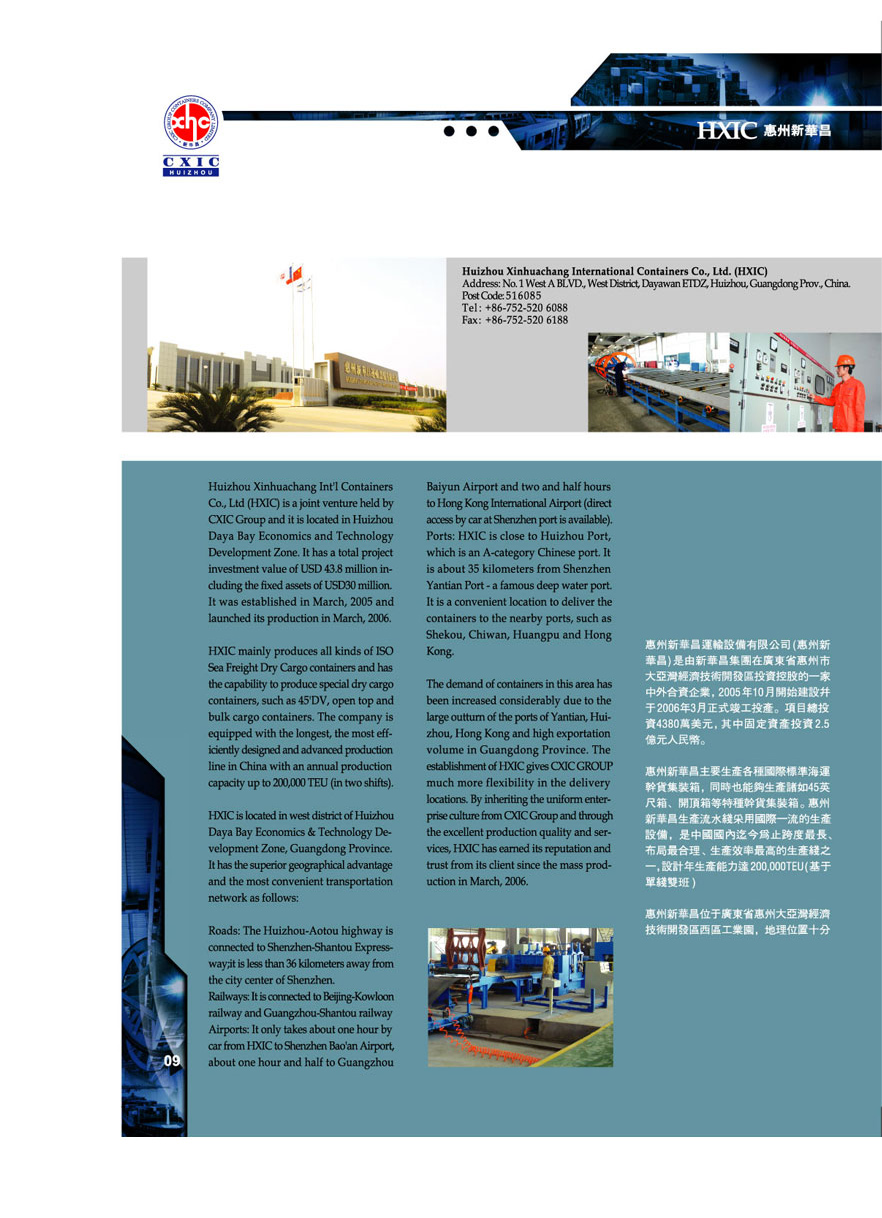 CXIC GROUP CONTAINERS COMPANY LIMITED
xhc
新华昌
CXIC
HUIZHOU
HXIC 惠州新華昌
Huizhou Xinhuachang International Containers Co., Ltd. (HXIC)
Address: No. 1 West A BLVD., West District, Dayawan ETDZ, Huizhou, Guangdong Prov., China.
Post Code: 516085
Tel : +86-752-520 6088
Fax : +86-752-520 6188
Huizhou Xinhuachang Int'l Containers
Co., Ltd (HXIC) is a joint venture held by
CXIC Group and it is located in Huizhou
Daya Bay Economics and Technology
Development Zone. It has a total project
investment value of USD 43.8 million in-
cluding the fixed assets of USD30 million.
It was established in March, 2005 and
launched its production in March, 2006.
HXIC mainly produces all kinds of ISO
Sea Freight Dry Cargo containers and has
the capability to produce special dry cargo
containers, such as 45'DV, open top and
bulk cargo containers. The company is
equipped with the longest, the most eff-
iciently designed and advanced production
line in China with an annual production
capacity up to 200,000 TEU (in two shifts).
HXIC is located in west district of Huizhou
Daya Bay Economics & Technology De-
velopment Zone, Guangdong Province.
It has the superior geographical advantage
and the most convenient transportation
network as follows:
Roads: The Huizhou-Aotou highway is
connected to Shenzhen-Shantou Express-
way;it is less than 36 kilometers away from
the city center of Shenzhen.
Railways: It is connected to Beijing-Kowloon
railway and Guangzhou-Shantou railway
Airports: It only takes about one hour by
car from HXIC to Shenzhen Bao'an Airport,
about one hour and half to Guangzhou
Baiyun Airport and two and half hours
to Hong Kong International Airport (direct
access by car at Shenzhen port is available).
Ports: HXIC is close to Huizhou Port,
which is an A-category Chinese port. It
is about 35 kilometers from Shenzhen
Yantian Port - a famous deep water port.
It is a convenient location to deliver the
containers to the nearby ports, such as
Shekou, Chiwan, Huangpu and Hong
Kong.
The demand of containers in this area has
been increased considerably due to the
large outturn of the ports of Yantian, Hui-
zhou, Hong Kong and high exportation
volume in Guangdong Province. The
establishment of HXIC gives CXIC GROUP
much more flexibility in the delivery
locations. By inheriting the uniform enter-
prise culture from CXIC Group and through
the excellent production quality and ser-
vices, HXIC has earned its reputation and
trust from its client since the mass prod-
uction in March, 2006.
惠州新華昌運輸設備有限公司(惠州新
華昌)是由新華昌集團在廣東省惠州市
大亞灣經濟技術開發區投資控股的一家
中外合資企業，2005年10月開始建設幷
于2006年3月正式竣工投產。項目總投
資4380萬美元，其中固定資產投資2.5
億元人民幣。
惠州新華昌主要生產各種國際標準海運
幹貨集裝箱，同時也能夠生產諸如45英
尺箱、開頂箱等特種幹貨集裝箱。惠州
新華昌生產流水綫采用國際一流的生產
設備，是中國國內迄今爲止跨度最長、
布局最合理、生產效率最高的生產綫之
一，設計年生產能力達200,000TEU(基于
單綫雙班)
惠州新華昌位于廣東省惠州大亞灣經濟
技術開發區西區工業園，地理位置十分
09